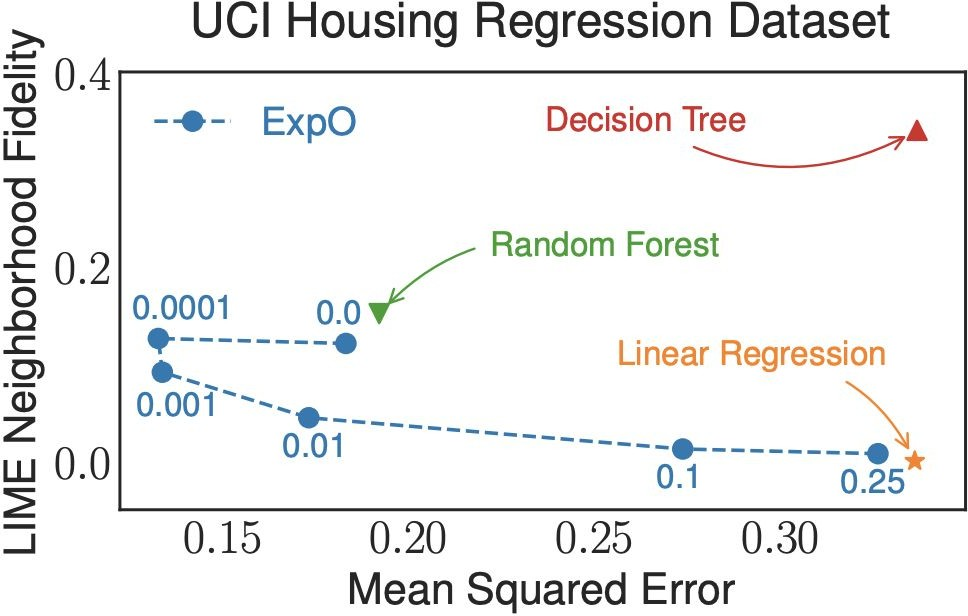 UCI Housing Regression Dataset
LIME Neighborhood Fidelity
0.4
ExpO
Decision Tree
Random Forest
0.2
0.0001
0.0
Linear Regression
0.001
0.01
0.0
0.1
0.25
0.15
0.20
0.25
0.30
Mean Squared Error